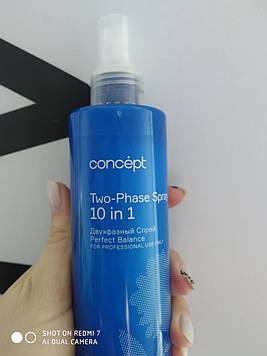 concépt
Two-Phase Spray
10 in 1
Двухфазный Спрей
Perfect Balance
FOR PROFESSIONAL USE ONLY
SHOT ON REDMI 7
AI DUAL CAMERA